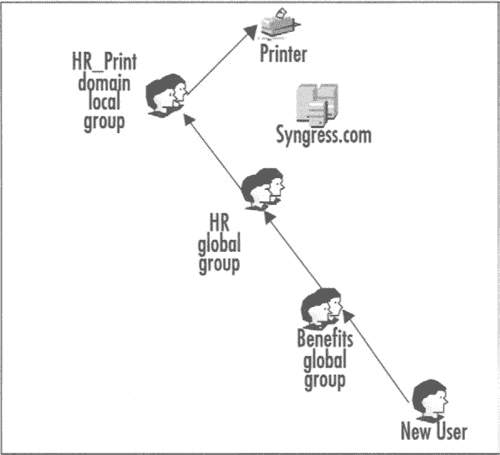 Printer
HR_Print
domain
local
group
Syngress.com
HR
global
group
Benefits
global
group
New User